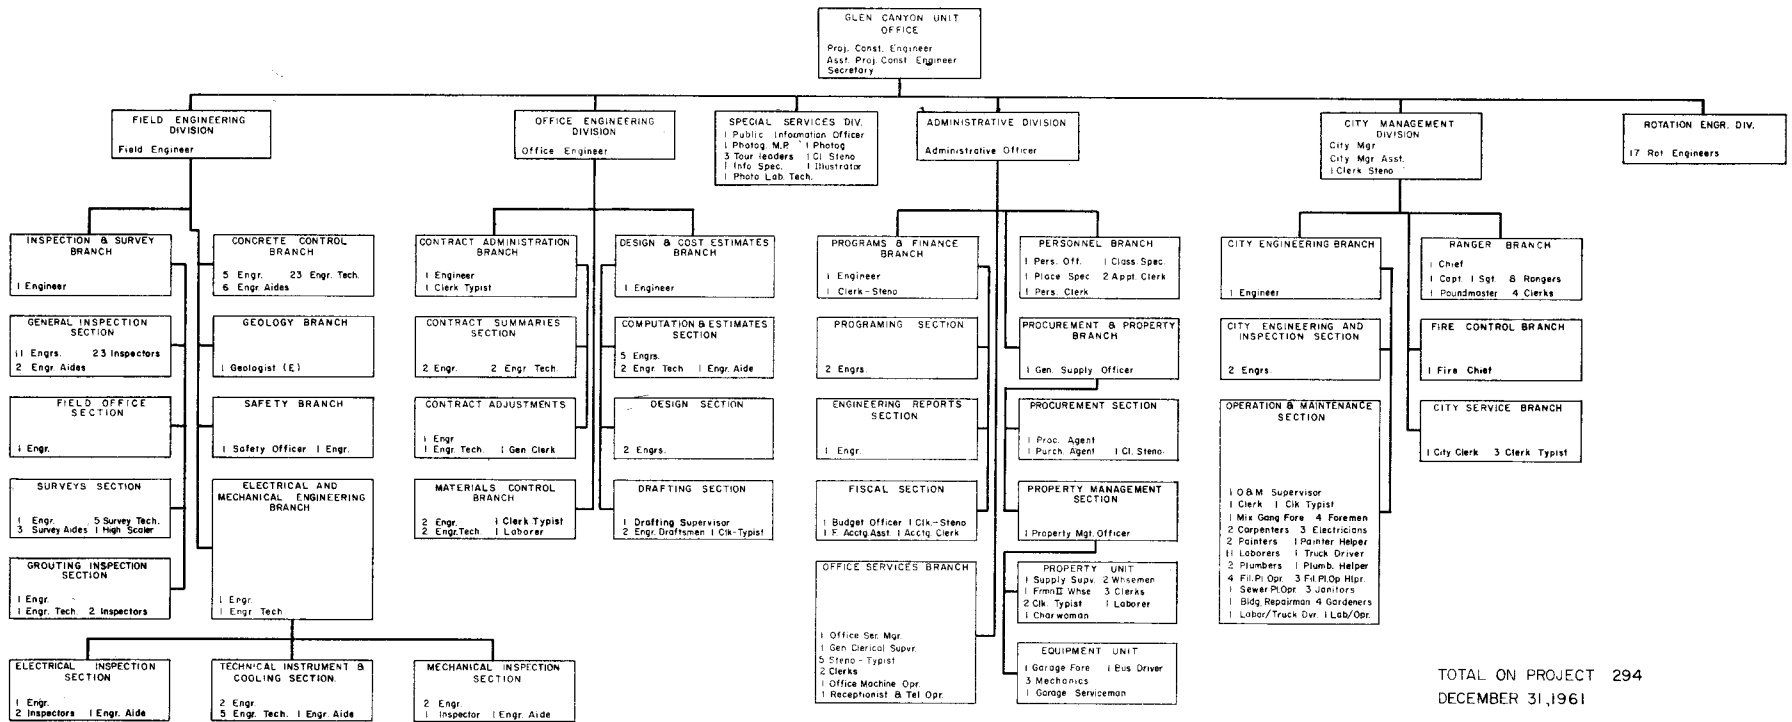 GLEN CANYON UNIT
OFFICE
Proj. Const. Engineer
Asst. Proj. Const Engineer
Secretary
FIELD ENGINEERING
DIVISION
Field Engineer
OFFICE ENGINEERING
DIVISION
Office Engineer
SPECIAL SERVICES DIV.
1 Public Information Officer
1 Photog. M.P. 1 Photog
3 Tour leaders 1 Cl. Steno
1 Info Spec. 1 Illustrator
1 Photo Lab. Tech.
ADMINISTRATIVE DIVISION
Administrative Officer
CITY MANAGEMENT
DIVISION
City Mgr
City Mgr Asst.
1 Clerk Steno
ROTATION ENGR. DIV.
17 Rot Engineers
INSPECTION & SURVEY
BRANCH
1 Engineer
CONCRETE CONTROL
BRANCH
5 Engr. 23 Engr. Tech.
6 Engr. Aides
GENERAL INSPECTION
SECTION
11 Engrs. 23 Inspectors
2 Engr. Aides
GEOLOGY BRANCH
1 Geologist (E)
FIELD OFFICE
SECTION
1 Engr.
SAFETY BRANCH
1 Safety Officer 1 Engr.
SURVEYS SECTION
1 Engr. 5 Survey Tech.
3 Survey Aides 1 High Scaler
ELECTRICAL AND
MECHANICAL ENGINEERING
BRANCH
1 Engr.
1 Engr Tech
GROUTING INSPECTION
SECTION
1 Engr.
1 Engr. Tech. 2 Inspectors
ELECTRICAL INSPECTION
SECTION
1 Engr.
2 Inspectors 1 Engr. Aide
TECHNICAL INSTRUMENT &
COOLING SECTION.
2 Engr.
5 Engr. Tech. 1 Engr. Aide
MECHANICAL INSPECTION
SECTION
2 Engr.
1 Inspector 1 Engr. Aide
CONTRACT ADMINISTRATION
BRANCH
1 Engineer
1 Clerk Typist
DESIGN & COST ESTIMATES
BRANCH
1 Engineer
CONTRACT SUMMARIES
SECTION
2 Engr. 2 Engr Tech.
COMPUTATION & ESTIMATES
SECTION
5 Engrs.
2 Engr. Tech 1 Engr. Aide
CONTRACT ADJUSTMENTS
1 Engr
1 Engr. Tech. 1 Gen Clerk
DESIGN SECTION
2 Engrs.
MATERIALS CONTROL
BRANCH
2 Engr. 1 Clerk Typist
2 Engr. Tech. 1 Laborer
DRAFTING SECTION
1 Drafting Supervisor
2 Engr. Draftsmen 1 Clk-Typist
PROGRAMS & FINANCE
BRANCH
1 Engineer
1 Clerk-Steno
PERSONNEL BRANCH
1 Pers. Off. 1 Class. Spec.
1 Place Spec 2 Appt. Clerk
1 Pers. Clerk
PROGRAMING SECTION
2 Engrs.
PROCUREMENT & PROPERTY
BRANCH
1 Gen. Supply Officer
ENGINEERING REPORTS
SECTION
1 Engr.
PROCUREMENT SECTION
1 Proc. Agent
1 Purch. Agent 1 Cl. Steno.
FISCAL SECTION
1 Budget Officer 1 Clk.-Steno
1 F. Acctg. Asst. 1 Acctg. Clerk
PROPERTY MANAGEMENT
SECTION
1 Property Mgt. Officer
OFFICE SERVICES BRANCH
1 Office Ser. Mgr.
1 Gen Clerical Supvr.
5 Steno-Typist
2 Clerks
1 Office Machine Opr.
1 Receptionist & Tel Opr.
PROPERTY UNIT
1 Supply Supv. 2 Whsemen
1 Frmn II Whse 3 Clerks
2 Clk. Typist 1 Laborer
1 Charwoman
EQUIPMENT UNIT
1 Garage Fore 1 Bus Driver
3 Mechanics
1 Garage Serviceman
CITY ENGINEERING BRANCH
1 Engineer
RANGER BRANCH
1 Chief
1 Capt. 1 Sgt. 8 Rangers
1 Poundmaster 4 Clerks
CITY ENGINEERING AND
INSPECTION SECTION
2 Engrs.
FIRE CONTROL BRANCH
1 Fire Chief
OPERATION & MAINTENANCE
SECTION
1 O & M Supervisor
1 Clerk 1 Clk Typist
1 Mix Gang Fore 4 Foremen
2 Carpenters 3 Electricians
2 Painters 1 Painter Helper
11 Laborers 1 Truck Driver
2 Plumbers 1 Plumb. Helper
4 Fil. Pl Opr. 3 Fil. Pl. Op Hlpr.
1 Sewer Pl. Opr. 3 Janitors
1 Bldg. Repairman 4 Gardeners
1 Labor/Truck Dvr. 1 Lab/Opr.
CITY SERVICE BRANCH
1 City Clerk 3 Clerk Typist
TOTAL ON PROJECT 294
DECEMBER 31, 1961